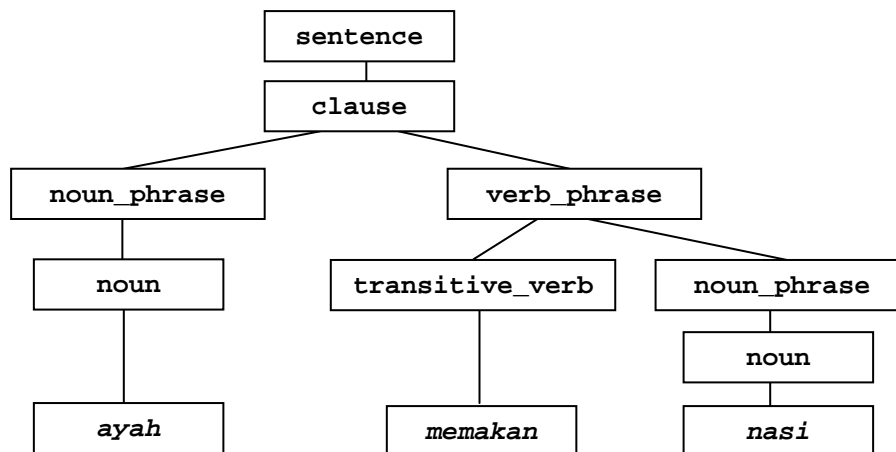 sentence
clause
noun_phrase
verb_phrase
noun
transitive_verb
noun_phrase
noun
ayah
memakan
nasi